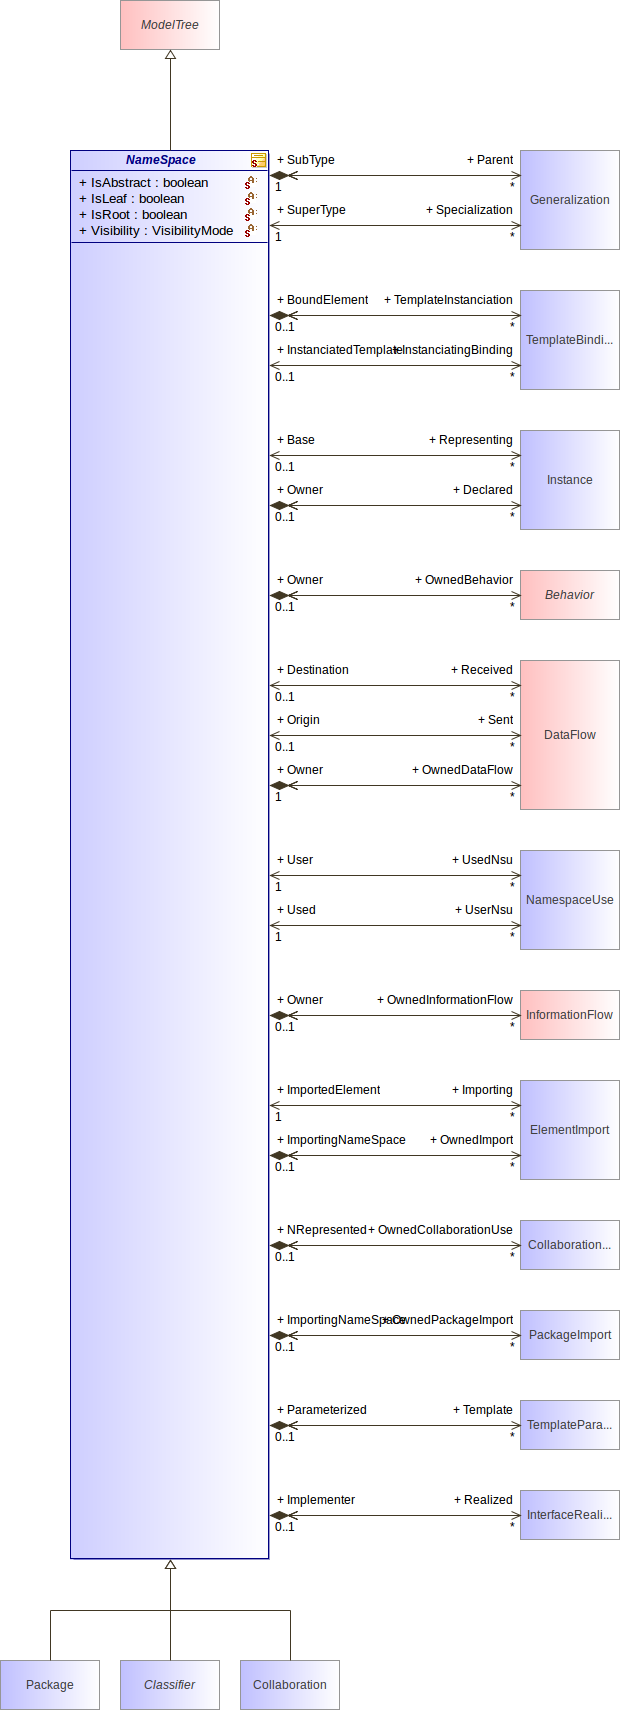 ModelTree
NameSpace
+ IsAbstract : boolean
+ IsLeaf : boolean
+ IsRoot : boolean
+ Visibility : VisibilityMode
+ SubType + Parent
1 *
+ SuperType + Specialization
1 *
Generalization
+ BoundElement + TemplateInstanciation
0..1 *
+ InstanciatedTemplate + InstanciatingBinding
0..1 *
TemplateBindi...
+ Base + Representing
0..1 *
+ Owner + Declared
0..1 *
Instance
+ Owner + OwnedBehavior
0..1 *
Behavior
+ Destination + Received
0..1 *
+ Origin + Sent
0..1 *
+ Owner + OwnedDataFlow
1 *
DataFlow
+ User + UsedNsu
1 *
+ Used + UserNsu
1 *
NamespaceUse
+ Owner + OwnedInformationFlow
0..1 *
InformationFlow
+ ImportedElement + Importing
1 *
+ ImportingNameSpace + OwnedImport
0..1 *
ElementImport
+ NRepresented + OwnedCollaborationUse
0..1 *
Collaboration...
+ ImportingNameSpace + OwnedPackageImport
0..1 *
PackageImport
+ Parameterized + Template
0..1 *
TemplatePara...
+ Implementer + Realized
0..1 *
InterfaceReali...
Package
Classifier
Collaboration